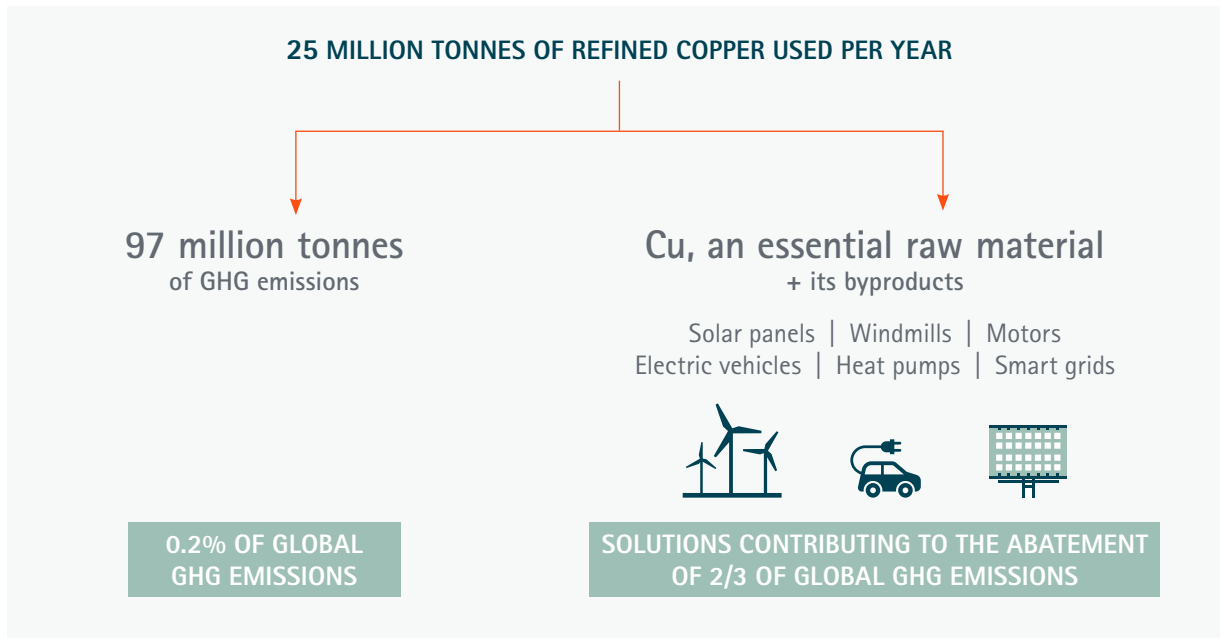 25 MILLION TONNES OF REFINED COPPER USED PER YEAR
97 million tonnes
of GHG emissions
Cu, an essential raw material
+ its byproducts
Solar panels | Windmills | Motors
Electric vehicles | Heat pumps | Smart grids
0.2% OF GLOBAL
GHG EMISSIONS
SOLUTIONS CONTRIBUTING TO THE ABATEMENT
OF 2/3 OF GLOBAL GHG EMISSIONS